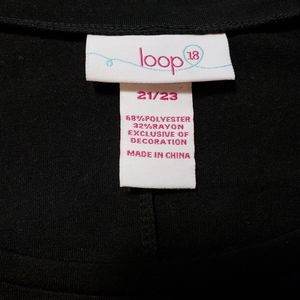 loop 18
21/23
68%POLYESTER
32%RAYON
EXCLUSIVE OF
DECORATION
MADE IN CHINA